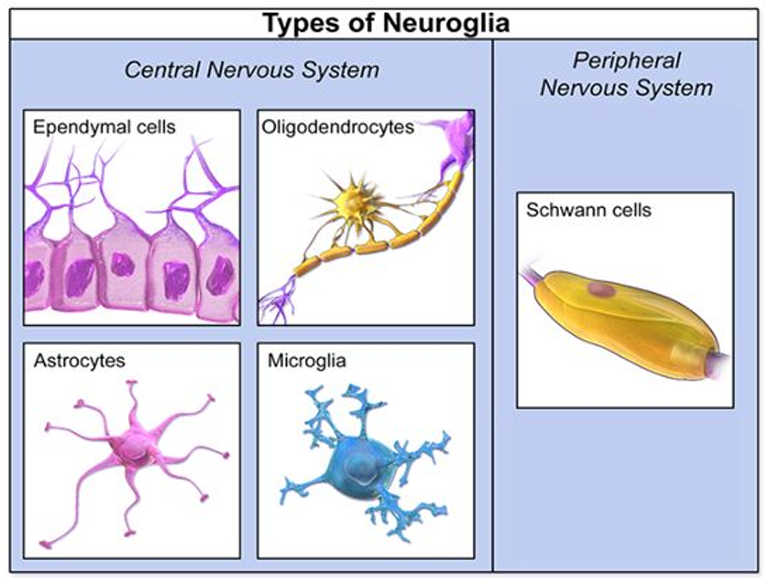 Types of Neuroglia
Central Nervous System
Peripheral
Nervous System
Ependymal cells
Oligodendrocytes
Schwann cells
Astrocytes
Microglia